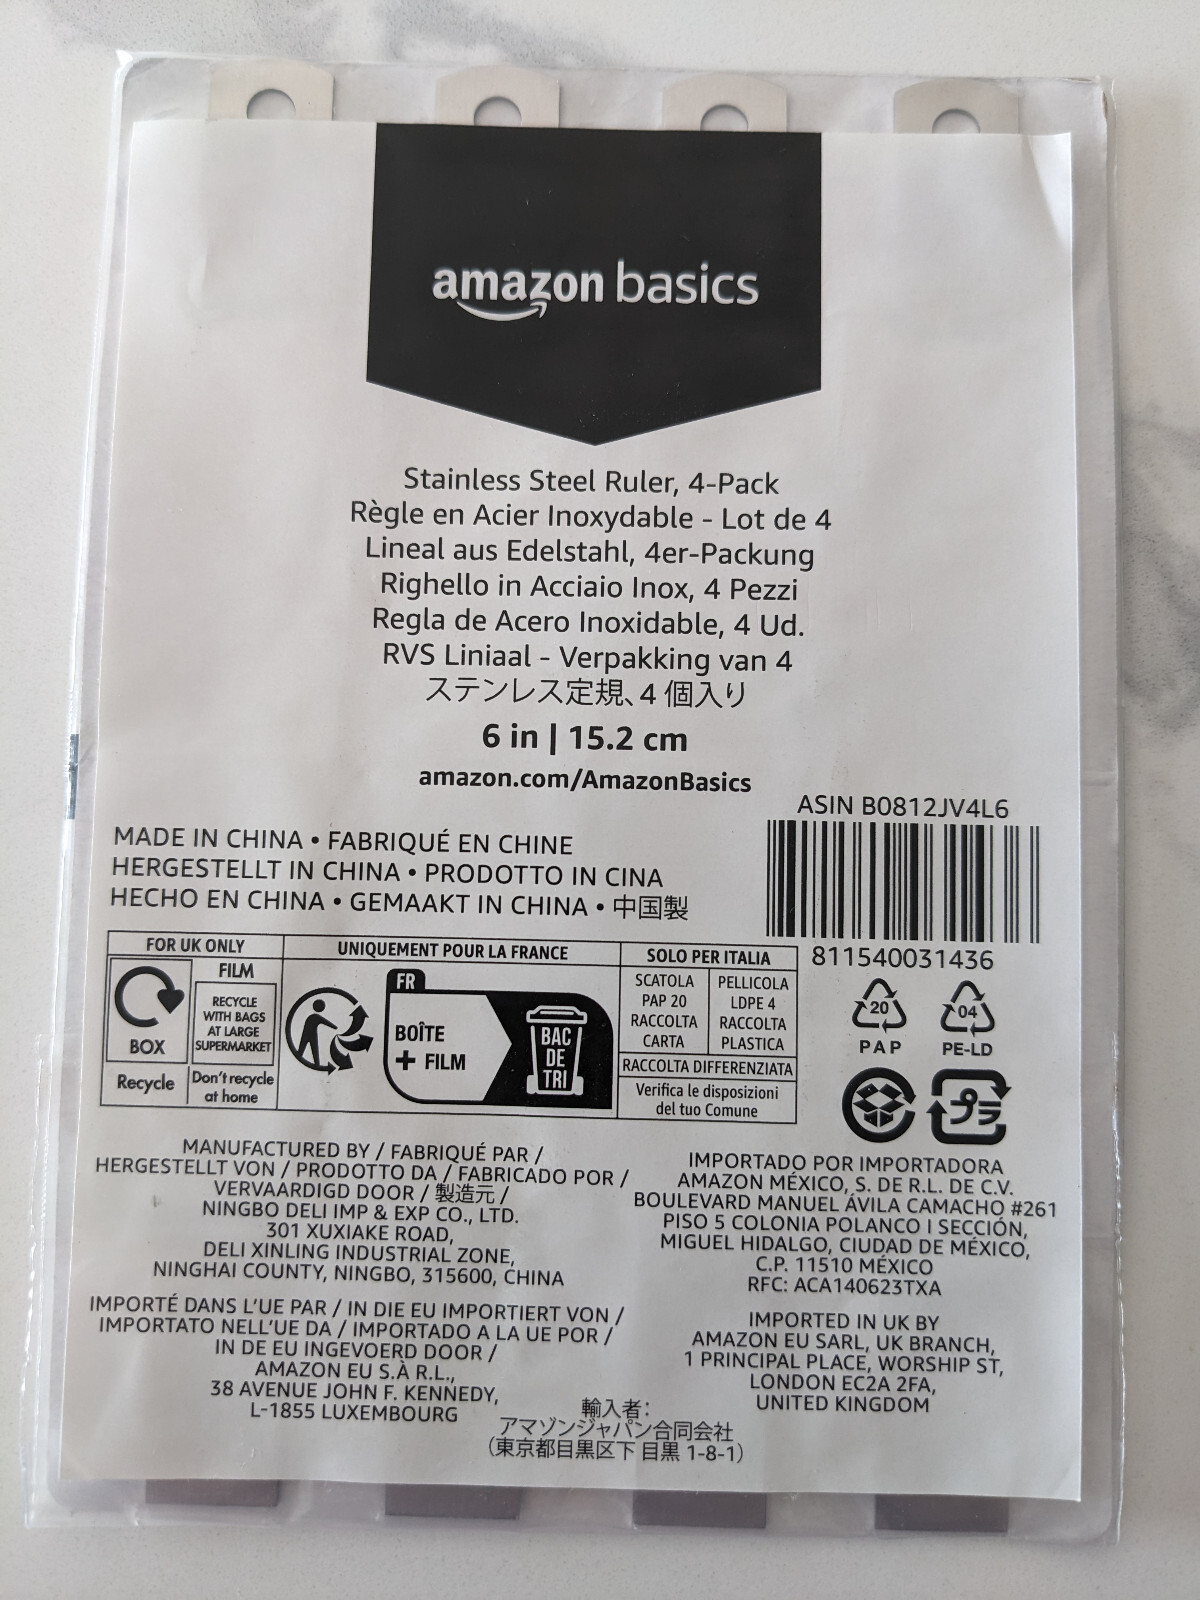 amazon basics
Stainless Steel Ruler, 4-Pack
Règle en Acier Inoxydable - Lot de 4
Lineal aus Edelstahl, 4er-Packung
Righello in Acciaio Inox, 4 Pezzi
Regla de Acero Inoxidable, 4 Ud.
RVS Liniaal - Verpakking van 4
ステンレス定規、4 個入り
6 in | 15.2 cm
amazon.com/AmazonBasics
ASIN B0812JV4L6
811540031436
MADE IN CHINA • FABRIQUÉ EN CHINE
HERGESTELLT IN CHINA • PRODOTTO IN CINA
HECHO EN CHINA • GEMAAKT IN CHINA • 中国製
FOR UK ONLY
BOX
Recycle
FILM
RECYCLE
WITH BAGS
AT LARGE
SUPERMARKET
Don't recycle
at home
UNIQUEMENT POUR LA FRANCE
FR
BOÎTE
+ FILM
BAC
DE
TRI
SOLO PER ITALIA
SCATOLA
PAP 20
RACCOLTA
CARTA
PELLICOLA
LDPE 4
RACCOLTA
PLASTICA
RACCOLTA DIFFERENZIATA
Verifica le disposizioni
del tuo Comune
20
PAP
04
PE-LD
プラ
MANUFACTURED BY / FABRIQUÉ PAR /
HERGESTELLT VON / PRODOTTO DA / FABRICADO POR /
VERVAARDIGD DOOR / 製造元 /
NINGBO DELI IMP & EXP CO., LTD.
301 XUXIAKE ROAD,
DELI XINLING INDUSTRIAL ZONE,
NINGHAI COUNTY, NINGBO, 315600, CHINA
IMPORTÉ DANS L'UE PAR / IN DIE EU IMPORTIERT VON /
IMPORTATO NELL'UE DA / IMPORTADO A LA UE POR /
IN DE EU INGEVOERD DOOR /
AMAZON EU S.À R.L.,
38 AVENUE JOHN F. KENNEDY,
L-1855 LUXEMBOURG
IMPORTADO POR IMPORTADORA
AMAZON MÉXICO, S. DE R.L. DE C.V.
BOULEVARD MANUEL ÁVILA CAMACHO #261
PISO 5 COLONIA POLANCO I SECCIÓN,
MIGUEL HIDALGO, CIUDAD DE MÉXICO,
C.P. 11510 MÉXICO
RFC: ACA140623TXA
IMPORTED IN UK BY
AMAZON EU SARL, UK BRANCH,
1 PRINCIPAL PLACE, WORSHIP ST,
LONDON EC2A 2FA,
UNITED KINGDOM
輸入者:
アマゾンジャパン合同会社
(東京都目黒区下 目黒 1-8-1)